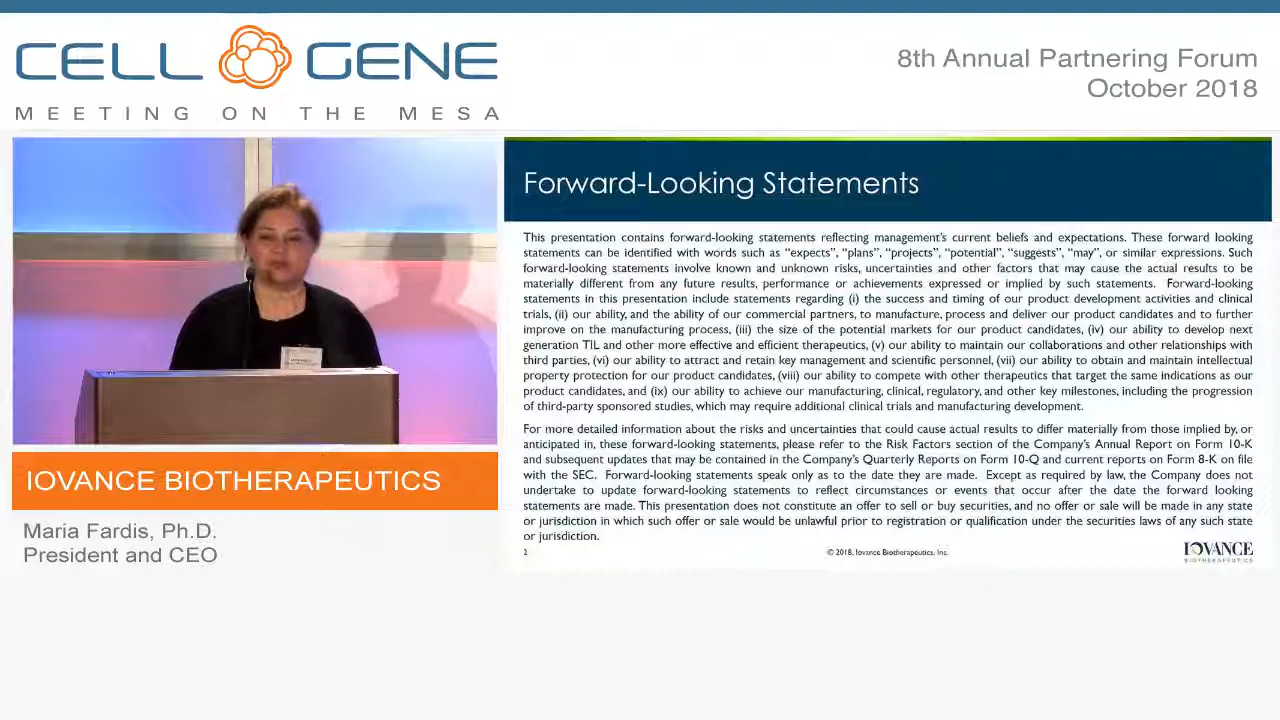 CELL GENE
MEETING ON THE MESA
8th Annual Partnering Forum
October 2018
Forward-Looking Statements
This presentation contains forward-looking statements reflecting management's current beliefs and expectations. These forward looking
statements can be identified with words such as “expects”, “plans”, “projects”, “potential”, “suggests”, “may”, or similar expressions. Such
forward-looking statements involve known and unknown risks, uncertainties and other factors that may cause the actual results to be
materially different from any future results, performance or achievements expressed or implied by such statements. Forward-looking
statements in this presentation include statements regarding (i) the success and timing of our product development activities and clinical
trials, (ii) our ability, and the ability of our commercial partners, to manufacture, process and deliver our product candidates and to further
improve on the manufacturing process, (iii) the size of the potential markets for our product candidates, (iv) our ability to develop next
generation TIL and other more effective and efficient therapeutics, (v) our ability to maintain our collaborations and other relationships with
third parties, (vi) our ability to attract and retain key management and scientific personnel, (vii) our ability to obtain and maintain intellectual
property protection for our product candidates, (viii) our ability to compete with other therapeutics that target the same indications as our
product candidates, and (ix) our ability to achieve our manufacturing, clinical, regulatory, and other key milestones, including the progression
of third-party sponsored studies, which may require additional clinical trials and manufacturing development.
For more detailed information about the risks and uncertainties that could cause actual results to differ materially from those implied by, or
anticipated in, these forward-looking statements, please refer to the Risk Factors section of the Company's Annual Report on Form 10-K
and subsequent updates that may be contained in the Company's Quarterly Reports on Form 10-Q and current reports on Form 8-K on file
with the SEC. Forward-looking statements speak only as to the date they are made. Except as required by law, the Company does not
undertake to update forward-looking statements to reflect circumstances or events that occur after the date the forward looking
statements are made. This presentation does not constitute an offer to sell or buy securities, and no offer or sale will be made in any state
or jurisdiction in which such offer or sale would be unlawful prior to registration or qualification under the securities laws of any such state
or jurisdiction.
2
© 2018, Iovance Biotherapeutics, Inc.
IOVANCE
BIOTHERAPEUTICS
IOVANCE BIOTHERAPEUTICS
Maria Fardis, Ph.D.
President and CEO